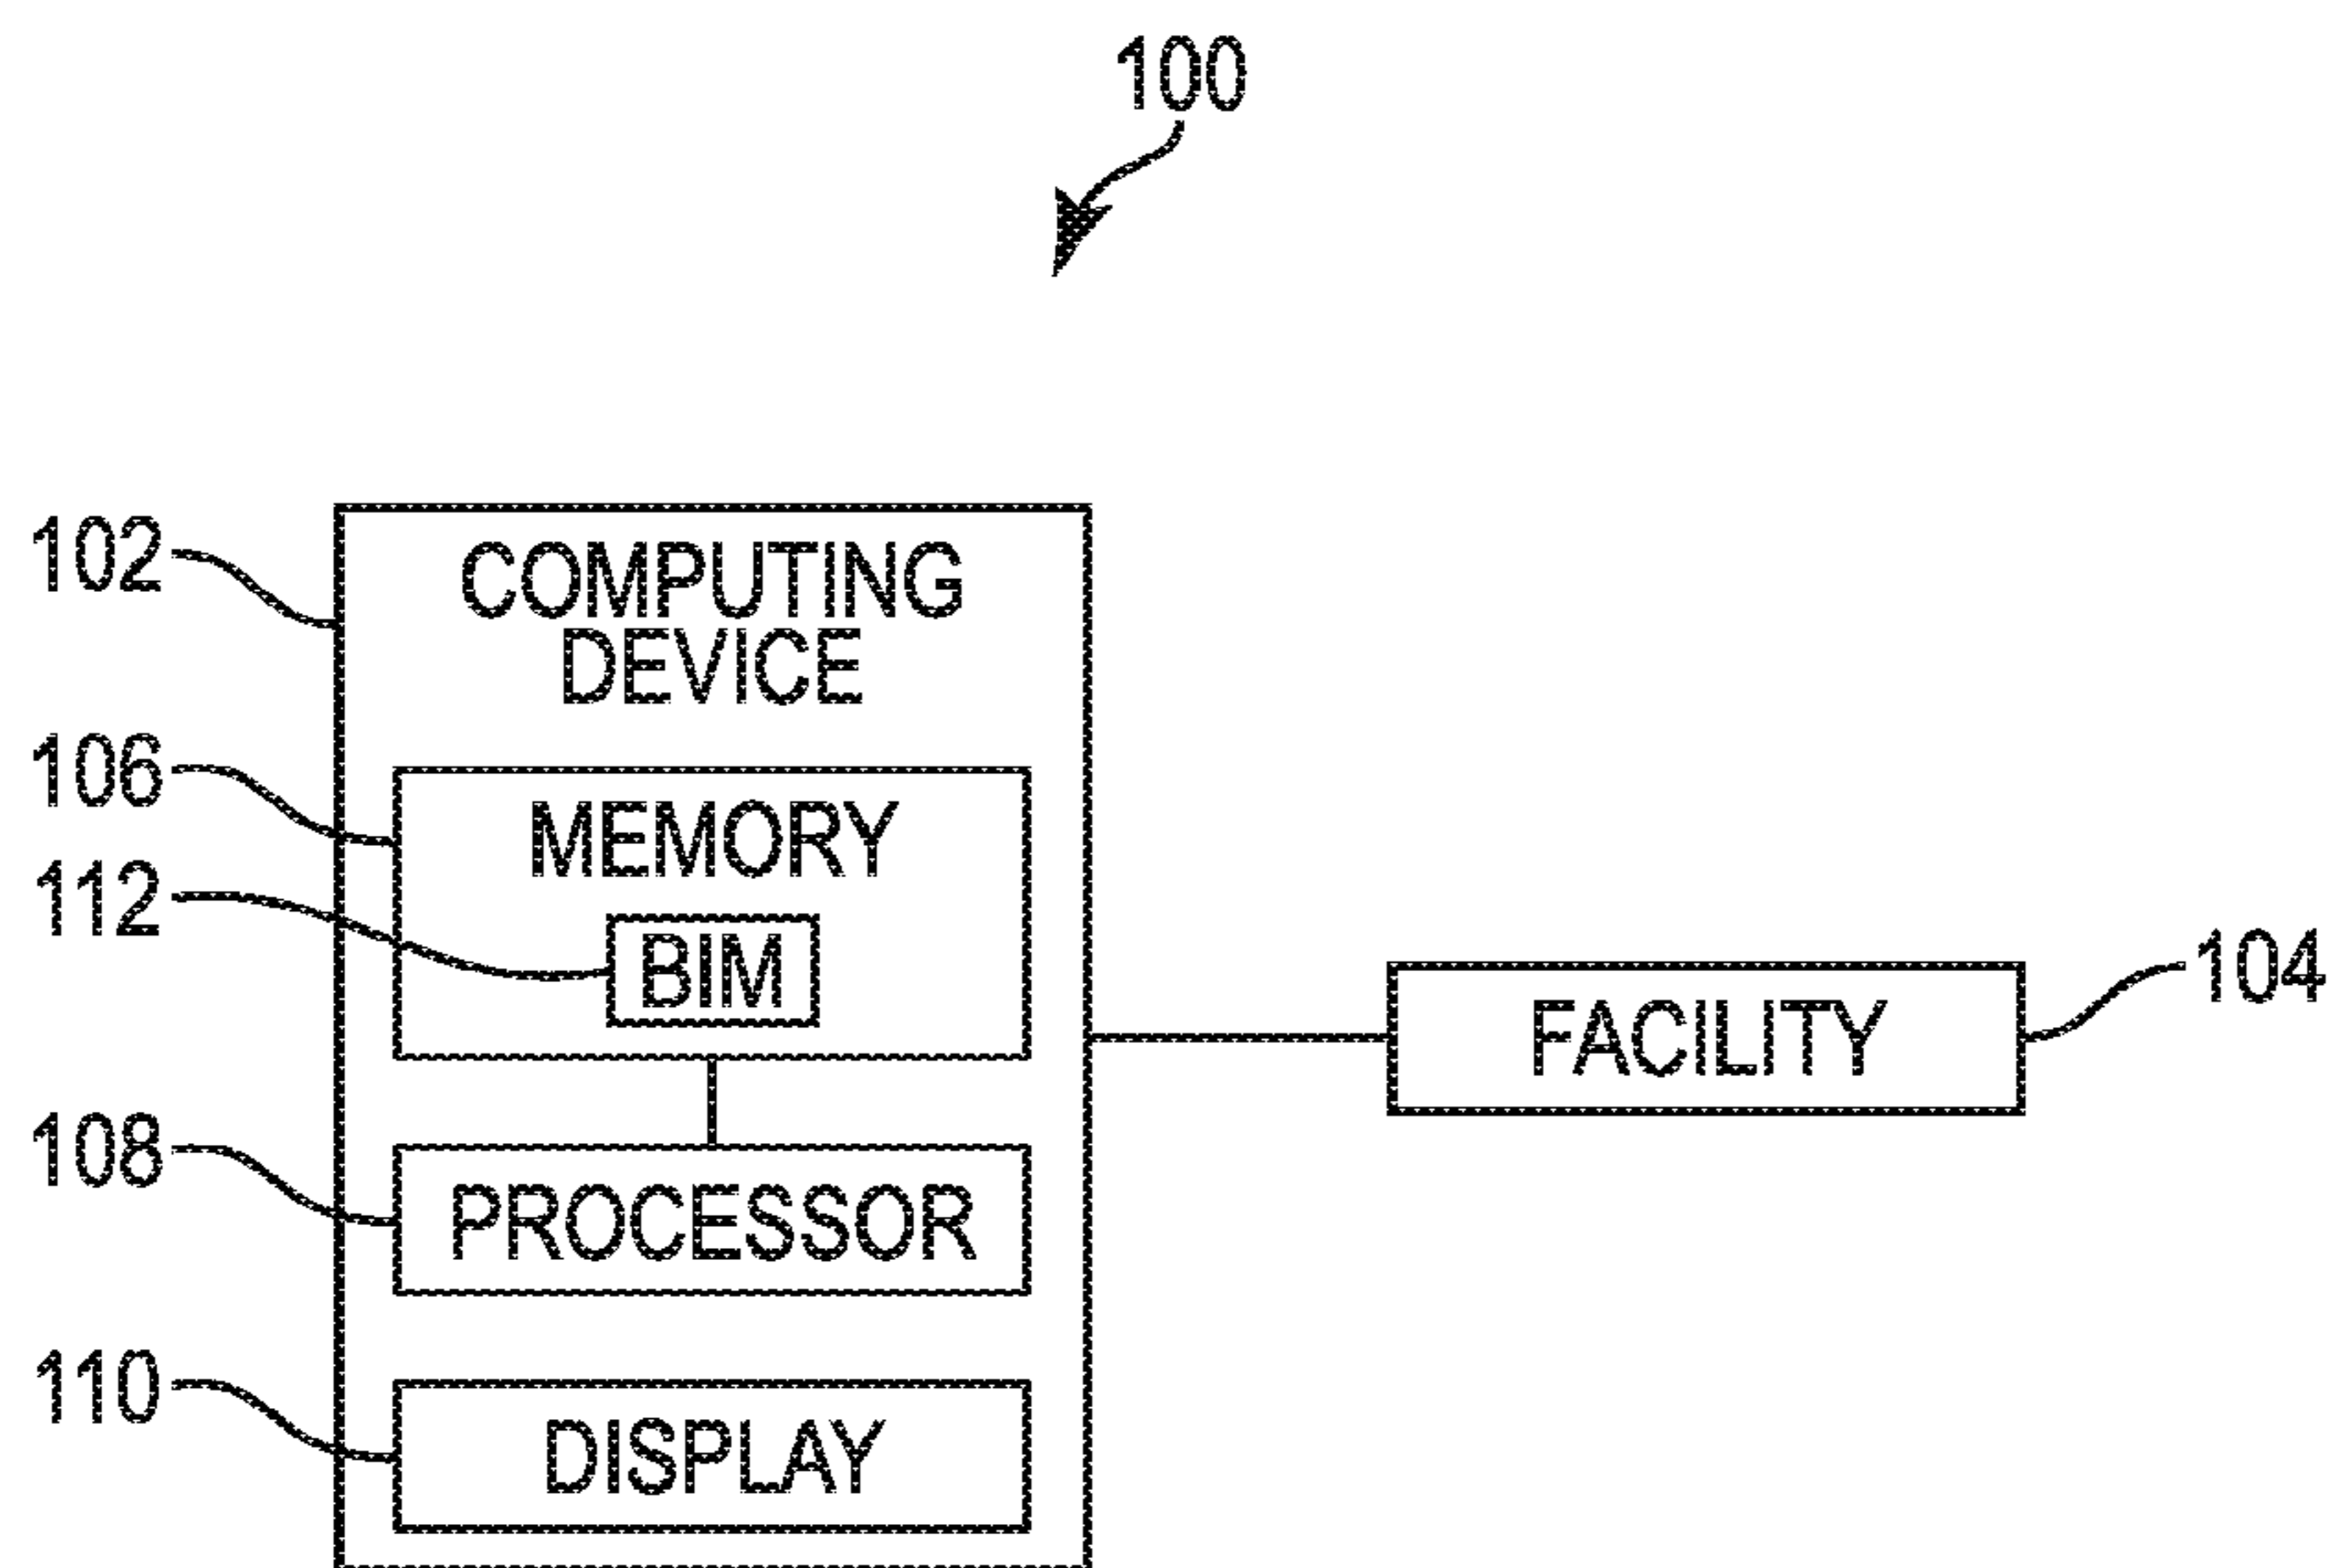 100
102
COMPUTING
DEVICE
106
MEMORY
112
BIM
104
FACILITY
108
PROCESSOR
110
DISPLAY